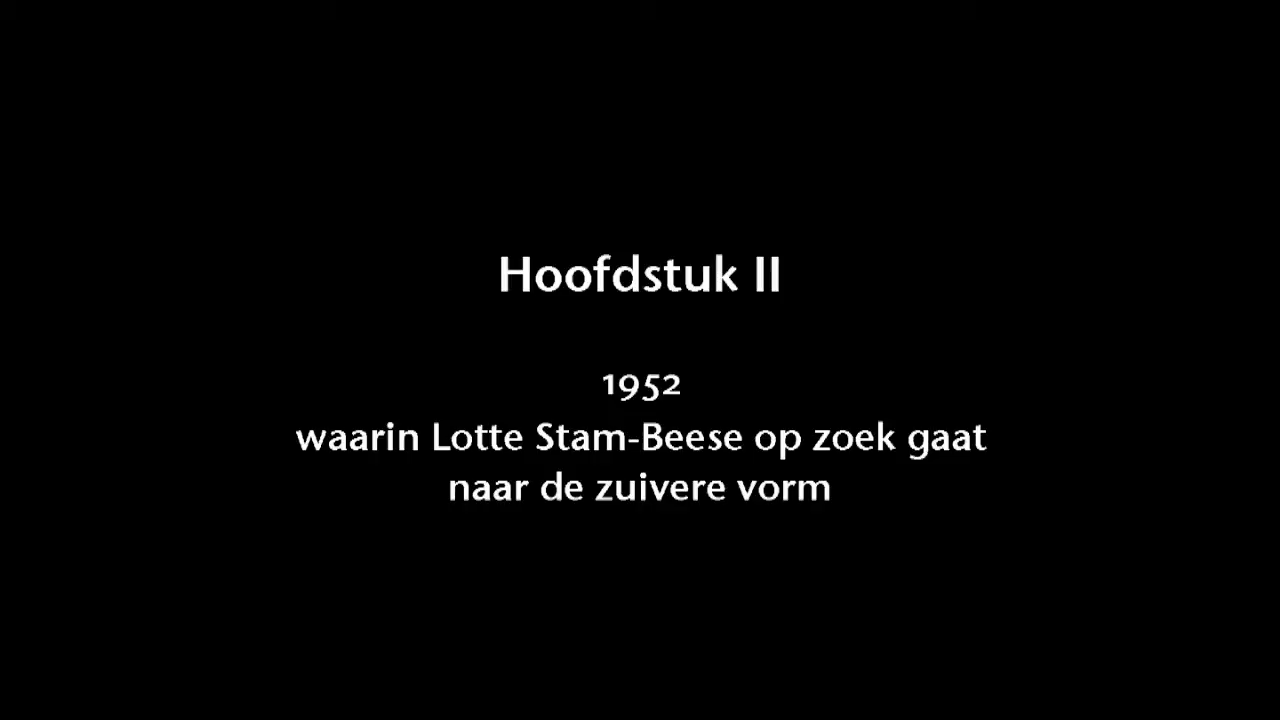 Hoofdstuk II
1952
waarin Lotte Stam-Beese op zoek gaat
naar de zuivere vorm